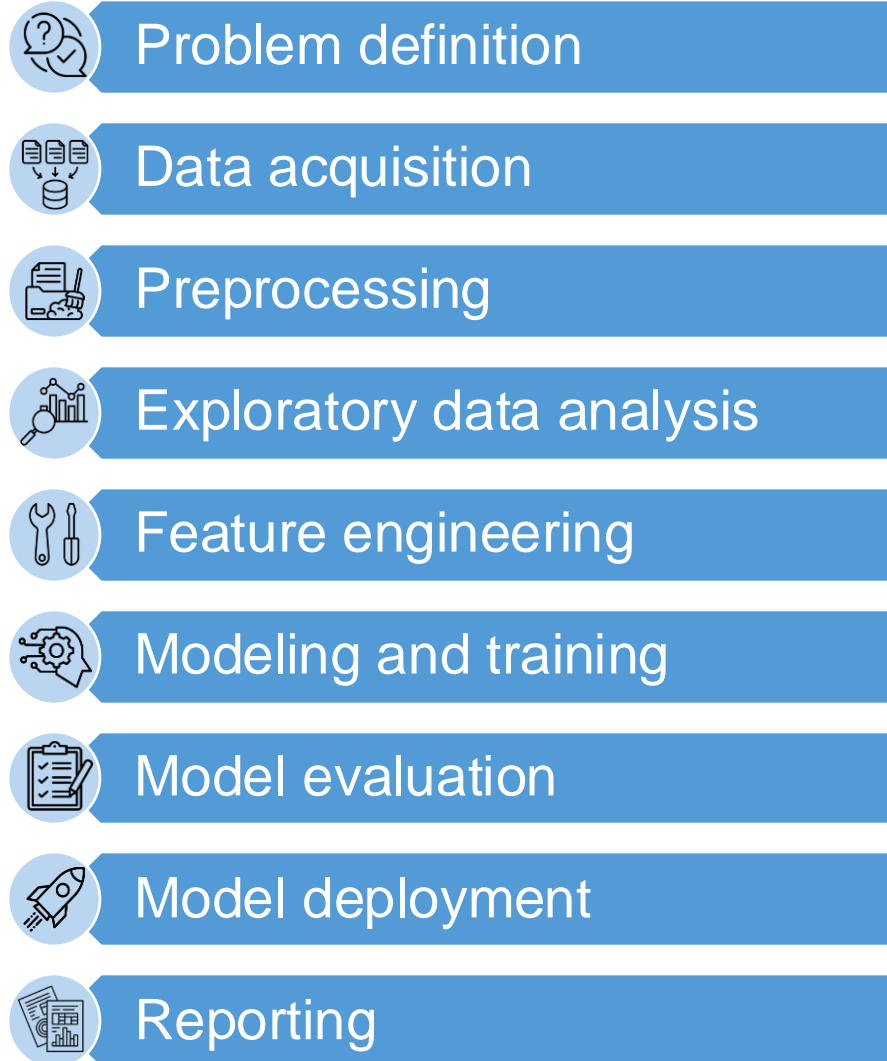 Problem definition
Data acquisition
Preprocessing
Exploratory data analysis
Feature engineering
Modeling and training
Model evaluation
Model deployment
Reporting